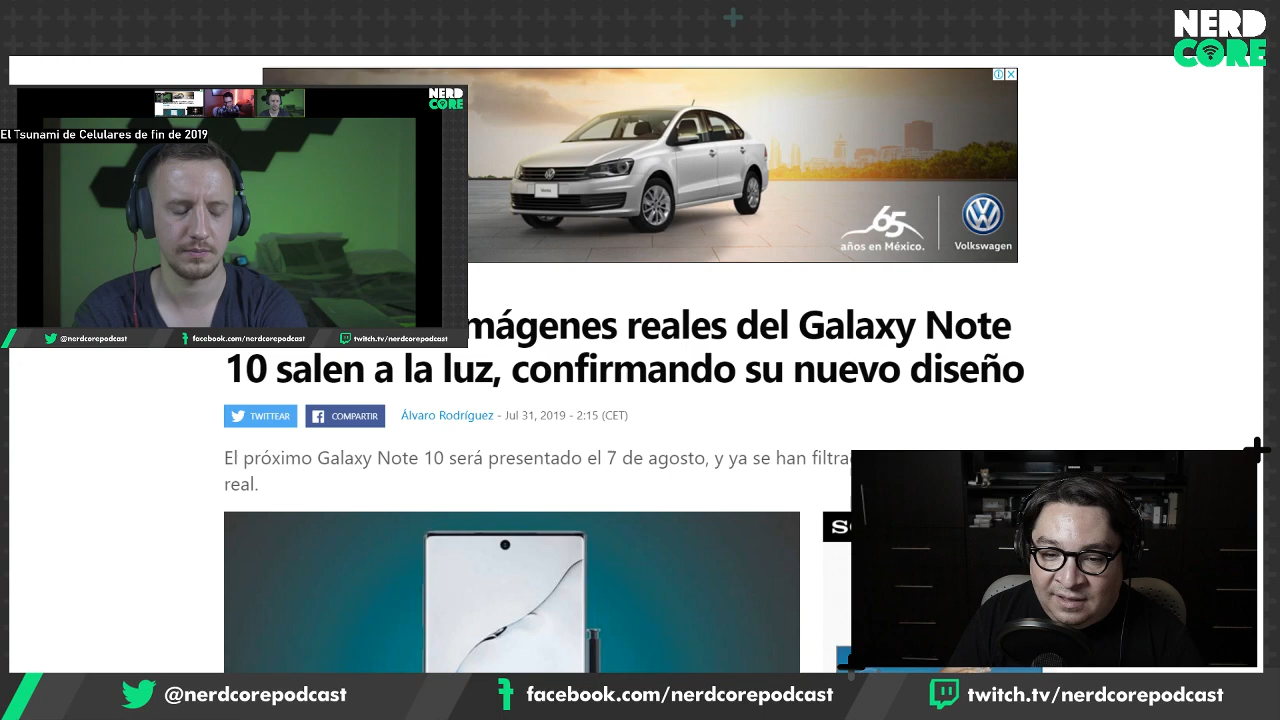 NERD
CORE
NERD
CORE
El Tsunami de Celulares de fin de 2019
65
años en México.
Volkswagen
@nerdcorepodcast
facebook.com/nerdcorepodcast
twitch.tv/nerdcorepodcast
mágenes reales del Galaxy Note
10 salen a la luz, confirmando su nuevo diseño
TWITTEAR
COMPARTIR
Álvaro Rodríguez - Jul 31, 2019 - 2:15 (CET)
El próximo Galaxy Note 10 será presentado el 7 de agosto, y ya se han filtra
real.
@nerdcorepodcast
facebook.com/nerdcorepodcast
twitch.tv/nerdcorepodcast